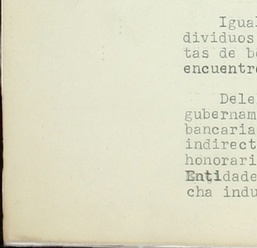 Igual
dividuos
tas de b
encuentr
Dele
gubernam
bancaria
indirect
honorari
Entidade
cha indu